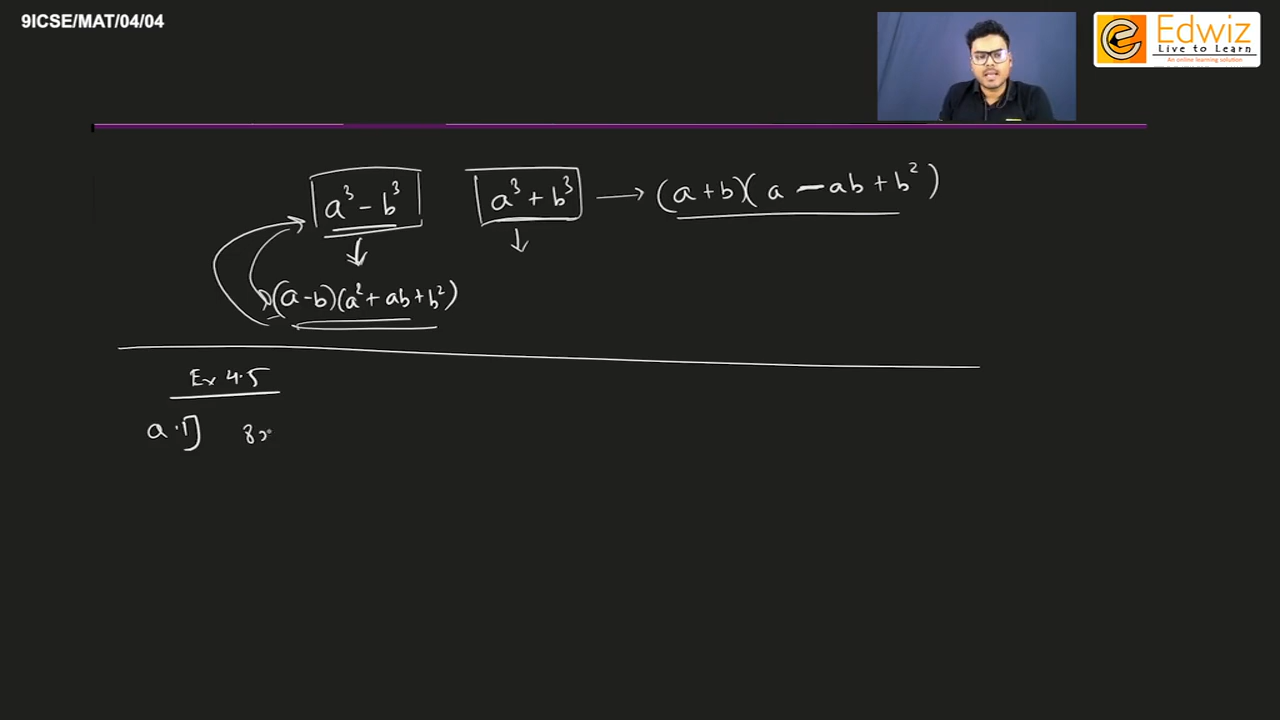 9ICSE/MAT/04/04
Edwiz
Live to Learn
An online learning solution
a³ - b³ a³ + b³ → (a+b)(a - ab + b²)
(a-b)(a²+ab+b²)
Ex 4.5
a.1] 8x